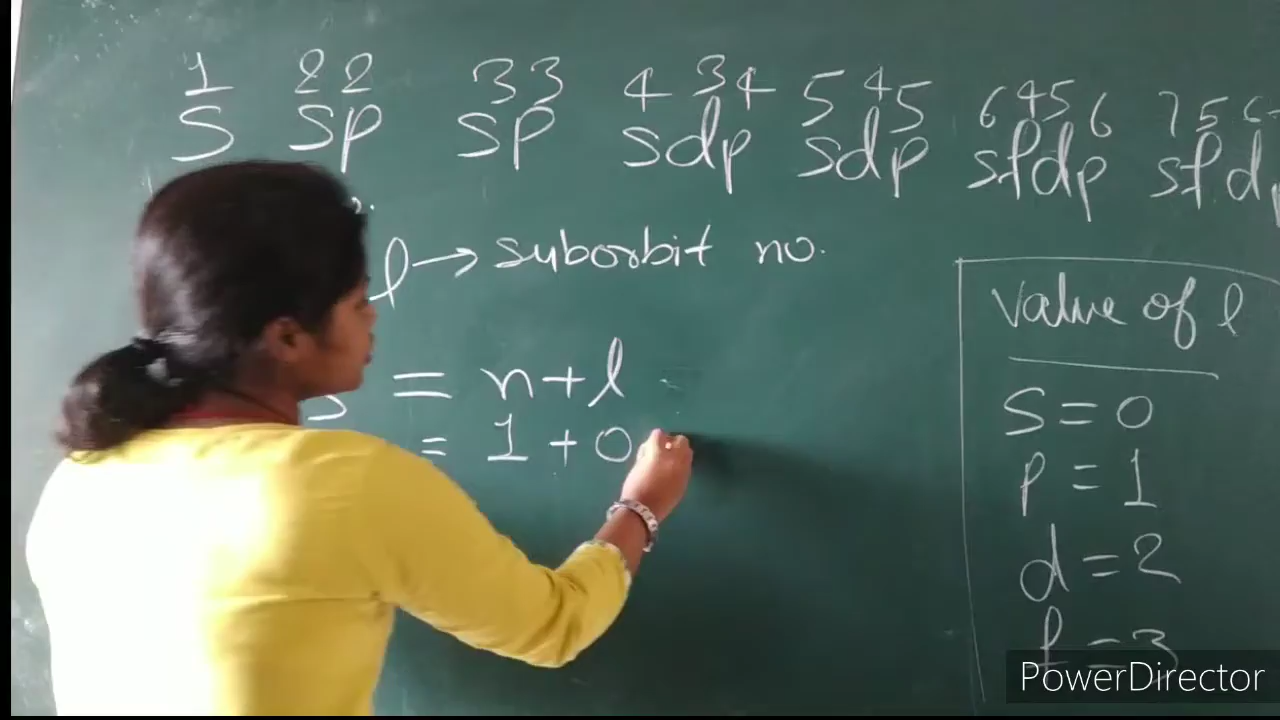 1 2 2 3 3 4 3 4 5 4 5 6 4 5 6 7 5 6
s sp sp sdp sdp sfdp sfdp
l → suborbit no.
s = n + l
= 1 + 0
Value of l
s = 0
p = 1
d = 2
f = 3
PowerDirector